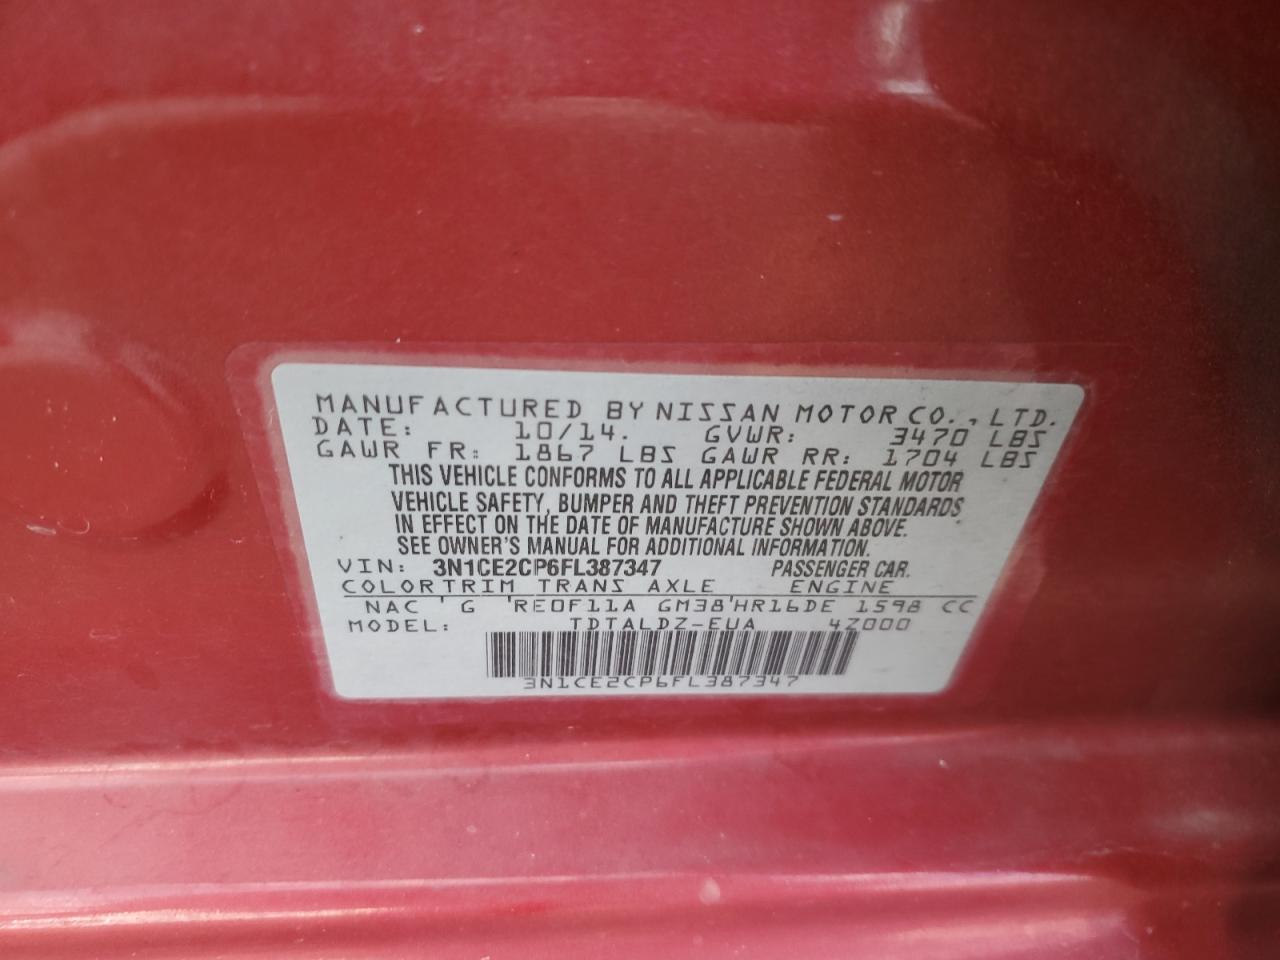 MANUFACTURED BY NISSAN MOTOR CO., LTD.
DATE: 10/14. GVWR: 3470 LBS
GAWR FR: 1867 LBS GAWR RR: 1704 LBS
THIS VEHICLE CONFORMS TO ALL APPLICABLE FEDERAL MOTOR
VEHICLE SAFETY, BUMPER AND THEFT PREVENTION STANDARDS
IN EFFECT ON THE DATE OF MANUFACTURE SHOWN ABOVE.
SEE OWNER'S MANUAL FOR ADDITIONAL INFORMATION.
VIN: 3N1CE2CP6FL387347 PASSENGER CAR.
COLOR TRIM TRANS AXLE ENGINE
NAC ' G 'RE0F11A GM38'HR16DE 1598 CC
MODEL: TDTALDZ-EUA 4Z000
3N1CE2CP6FL387347